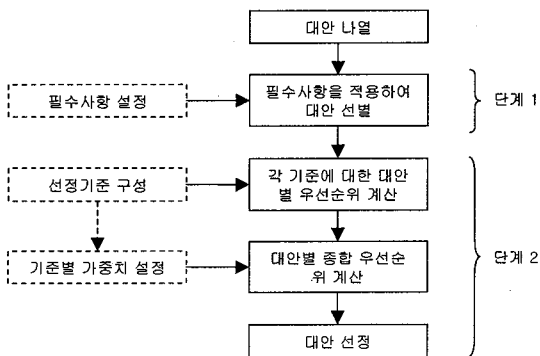 대안 나열
필수사항 설정
필수사항을 적용하여
대안 선별
단계 1
선정기준 구성
각 기준에 대한 대안
별 우선순위 계산
기준별 가중치 설정
대안별 종합 우선순
위 계산
단계 2
대안 선정